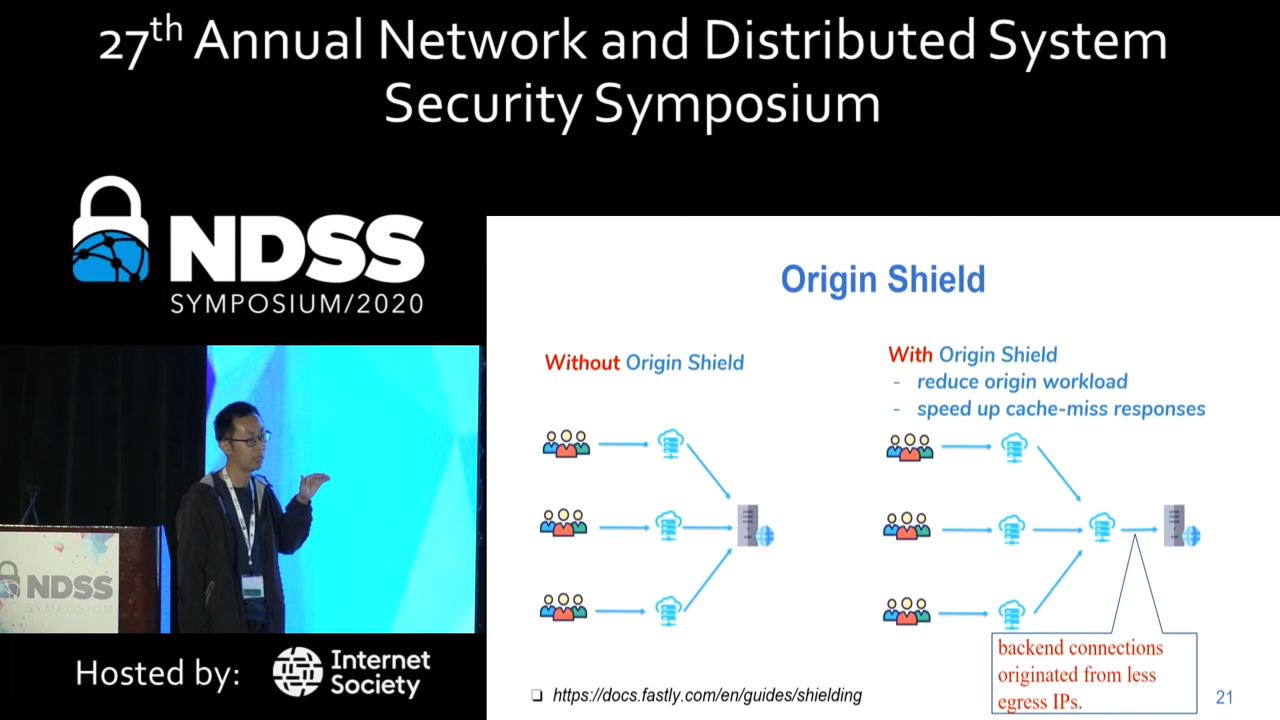 27th Annual Network and Distributed System
Security Symposium
NDSS
SYMPOSIUM/2020
Origin Shield
Without Origin Shield
With Origin Shield
- reduce origin workload
- speed up cache-miss responses
backend connections
originated from less
egress IPs.
❑ https://docs.fastly.com/en/guides/shielding
21
NDSS
SYMPOSIUM
Hosted by:
Internet
Society